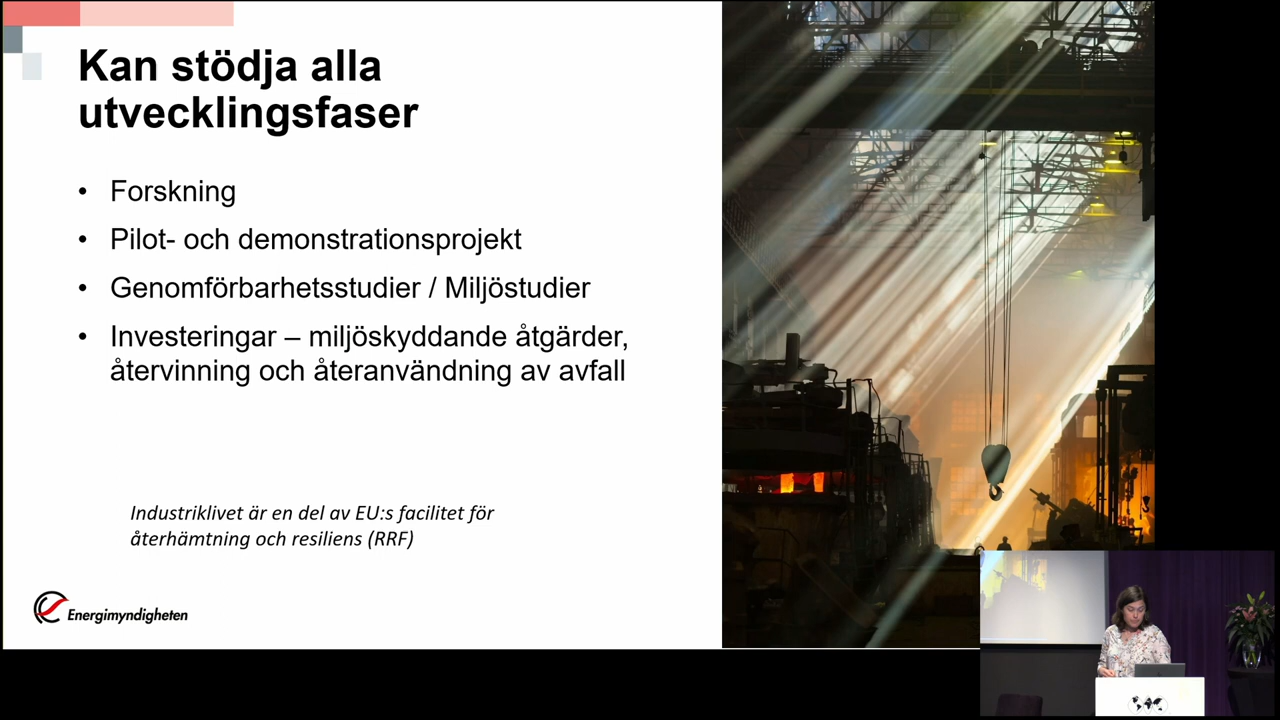 Kan stödja alla
utvecklingsfaser
• Forskning
• Pilot- och demonstrationsprojekt
• Genomförbarhetsstudier / Miljöstudier
• Investeringar – miljöskyddande åtgärder,
återvinning och återanvändning av avfall
Industriklivet är en del av EU:s facilitet för
återhämtning och resiliens (RRF)
Energimyndigheten